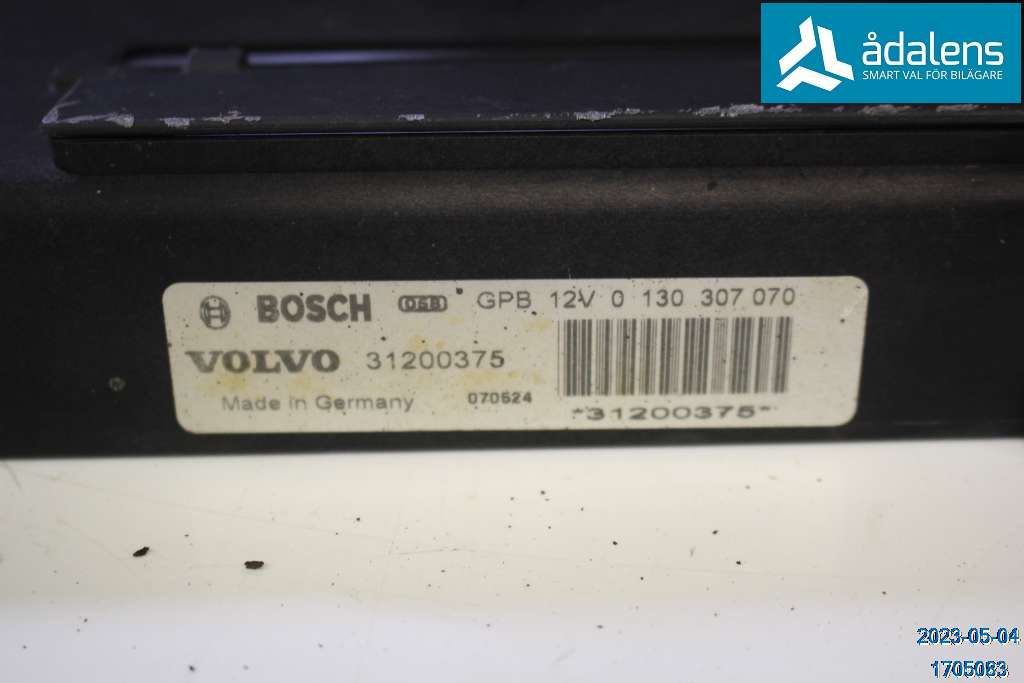 ådalens
SMART VAL FÖR BILÄGARE
BOSCH 06B GPB 12V 0 130 307 070
VOLVO 31200375
Made in Germany 070524
*31200375*
2023-05-04
1705083